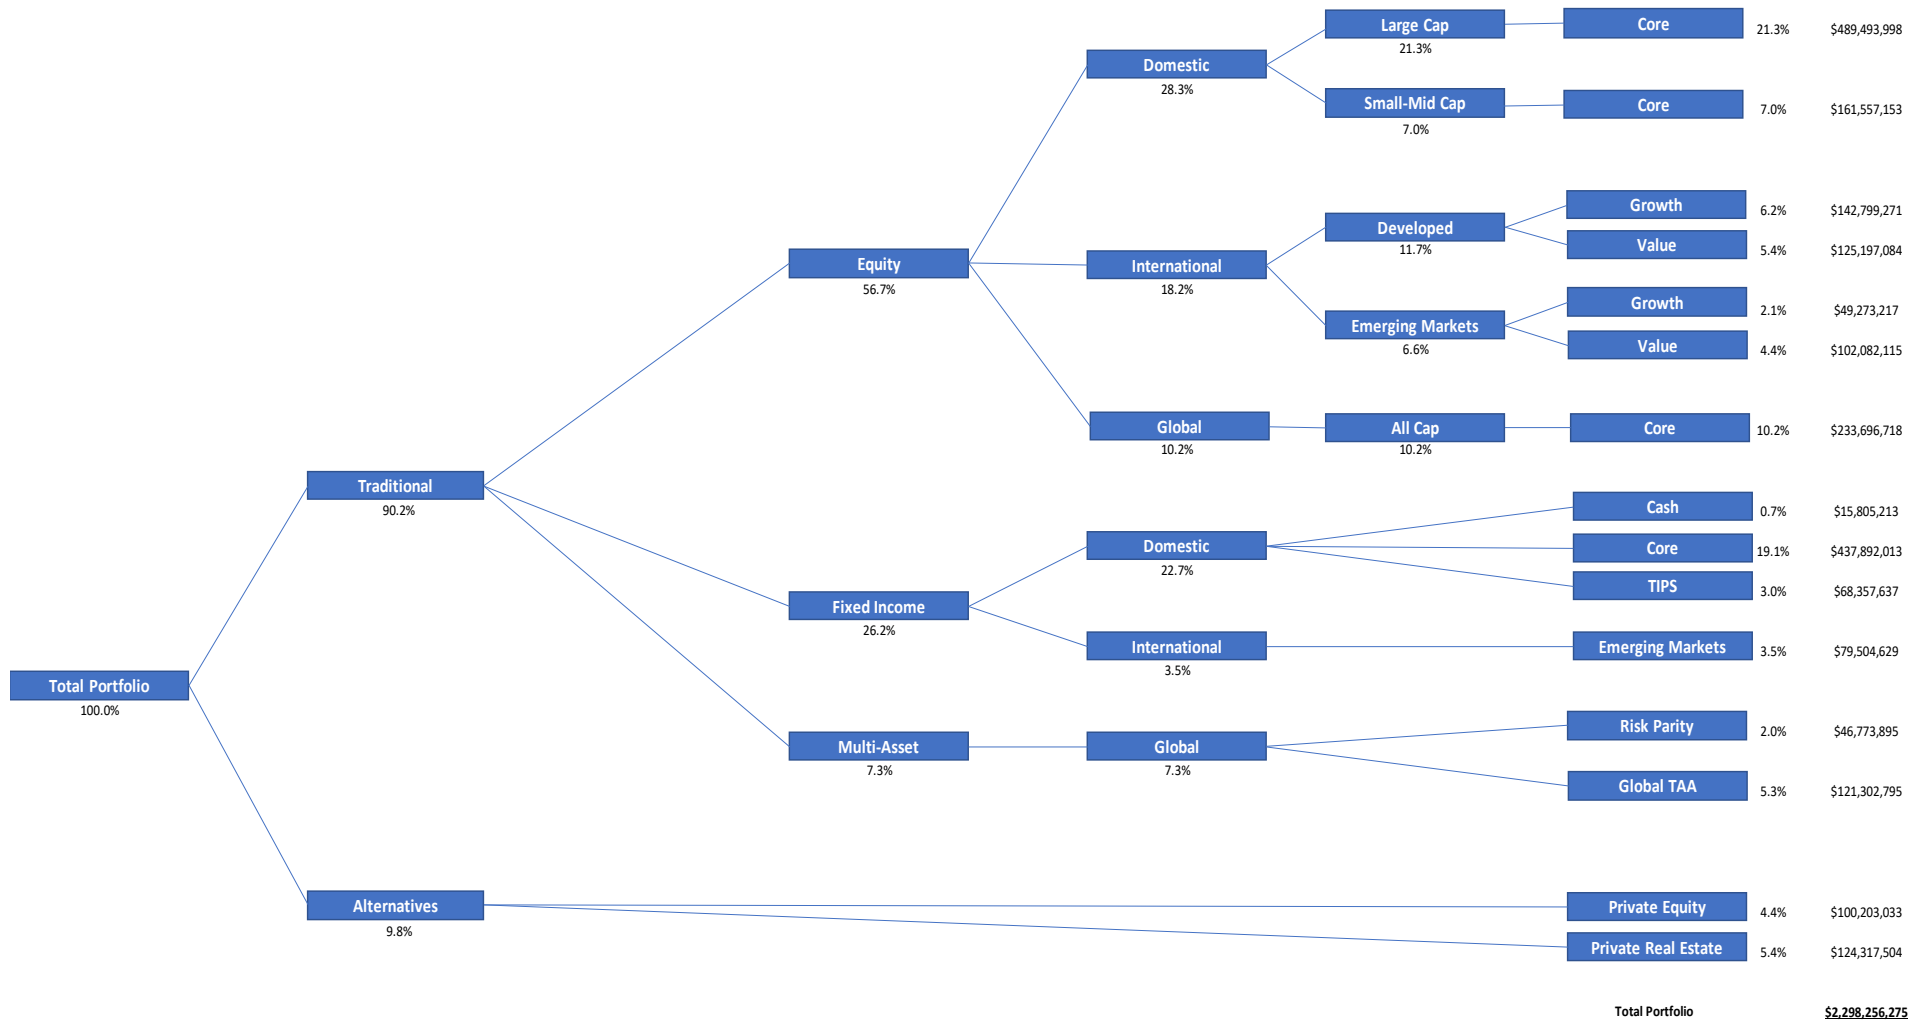 Large Cap
Core
21.3%
$489,493,998
21.3%
Domestic
28.3%
Small-Mid Cap
Core
7.0%
$161,557,153
7.0%
Growth
6.2%
$142,799,271
Developed
11.7%
Value
5.4%
$125,197,084
Equity
56.7%
International
18.2%
Growth
2.1%
$49,273,217
Emerging Markets
6.6%
Value
4.4%
$102,082,115
Global
10.2%
All Cap
10.2%
Core
10.2%
$233,696,718
Traditional
90.2%
Cash
0.7%
$15,805,213
Domestic
22.7%
Core
19.1%
$437,892,013
TIPS
3.0%
$68,357,637
Fixed Income
26.2%
International
3.5%
Emerging Markets
3.5%
$79,504,629
Total Portfolio
100.0%
Risk Parity
2.0%
$46,773,895
Multi-Asset
7.3%
Global
7.3%
Global TAA
5.3%
$121,302,795
Alternatives
9.8%
Private Equity
4.4%
$100,203,033
Private Real Estate
5.4%
$124,317,504
Total Portfolio
$2,298,256,275